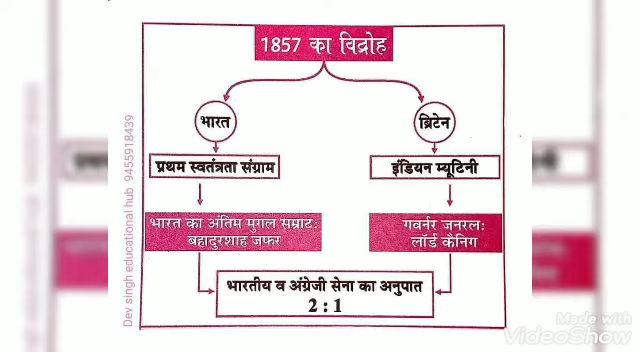 1857 का विद्रोह
भारत
ब्रिटेन
प्रथम स्वतंत्रता संग्राम
इंडियन म्यूटिनी
भारत का अंतिम मुगल सम्राटः
बहादुरशाह जफर
गवर्नर जनरलः
लॉर्ड कैनिंग
भारतीय व अंग्रेजी सेना का अनुपात
2 : 1
Dev singh educational hub 9455918439
Made with
VideoShow